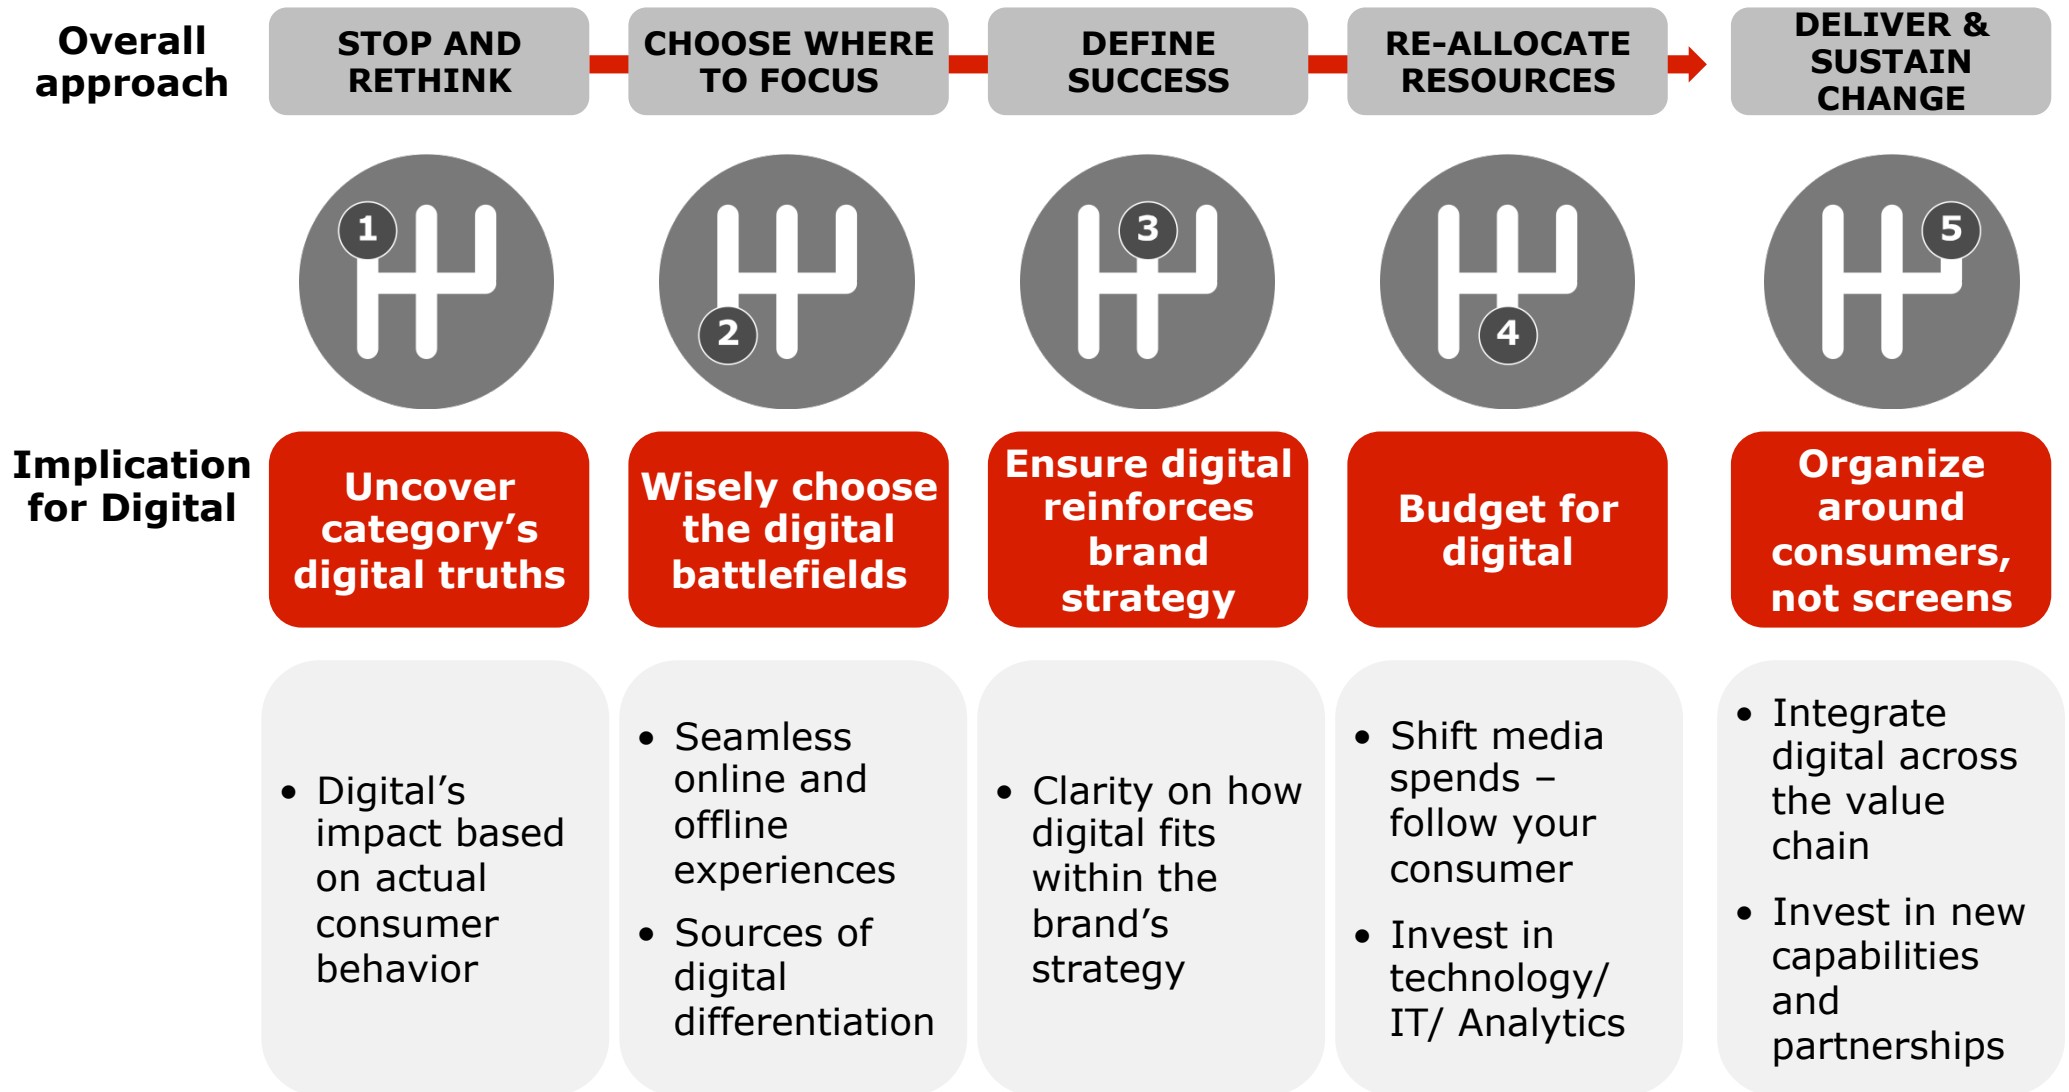 Overall
approach
STOP AND
RETHINK
CHOOSE WHERE
TO FOCUS
DEFINE
SUCCESS
RE-ALLOCATE
RESOURCES
DELIVER &
SUSTAIN
CHANGE
1
2
3
4
5
Implication
for Digital
Uncover
category’s
digital truths
Wisely choose
the digital
battlefields
Ensure digital
reinforces
brand
strategy
Budget for
digital
Organize
around
consumers,
not screens
• Digital’s
impact based
on actual
consumer
behavior
• Seamless
online and
offline
experiences
• Sources of
digital
differentiation
• Clarity on how
digital fits
within the
brand’s
strategy
• Shift media
spends –
follow your
consumer
• Invest in
technology/
IT/ Analytics
• Integrate
digital across
the value
chain
• Invest in new
capabilities
and
partnerships